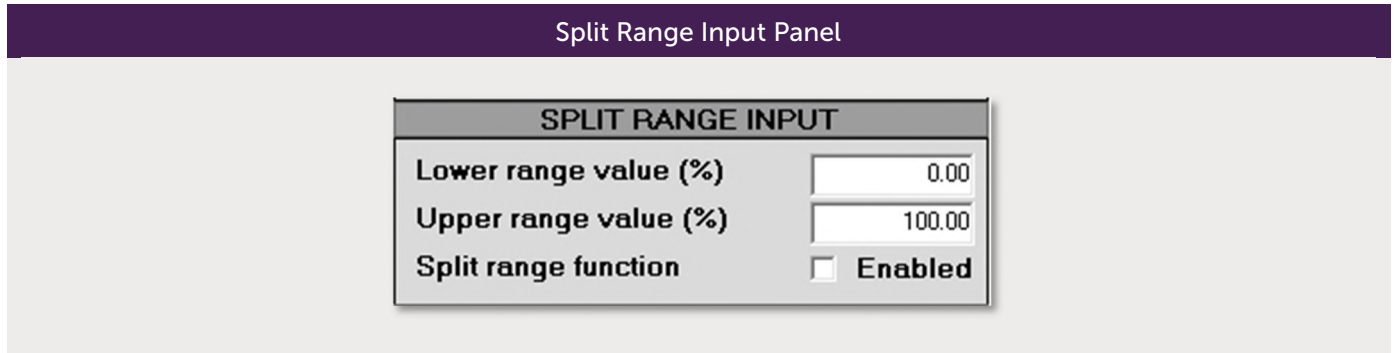 Split Range Input Panel
SPLIT RANGE INPUT
Lower range value (%) 0.00
Upper range value (%) 100.00
Split range function Enabled